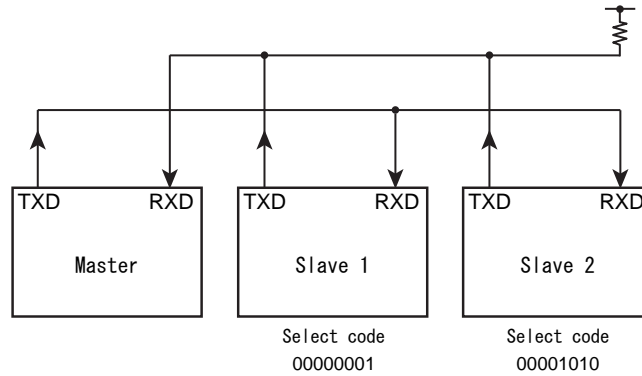 TXD RXD TXD RXD TXD RXD
Master Slave 1 Slave 2
Select code Select code
00000001 00001010